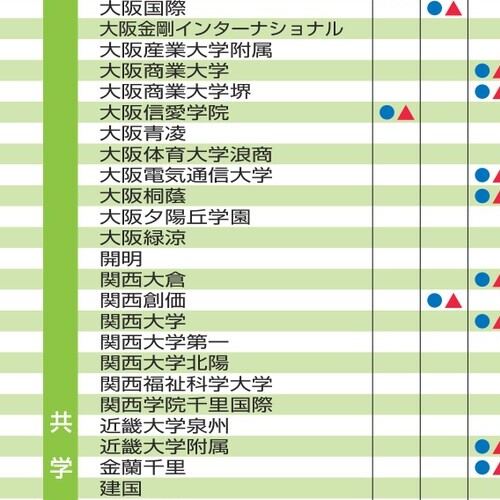 大阪国際
大阪金剛インターナショナル
大阪産業大学附属
大阪商業大学
大阪商業大学堺
大阪信愛学院
大阪青凌
大阪体育大学浪商
大阪電気通信大学
大阪桐蔭
大阪夕陽丘学園
大阪緑涼
開明
関西大倉
関西創価
関西大学
関西大学第一
関西大学北陽
関西福祉科学大学
関西学院千里国際
近畿大学泉州
近畿大学附属
金蘭千里
建国
共学